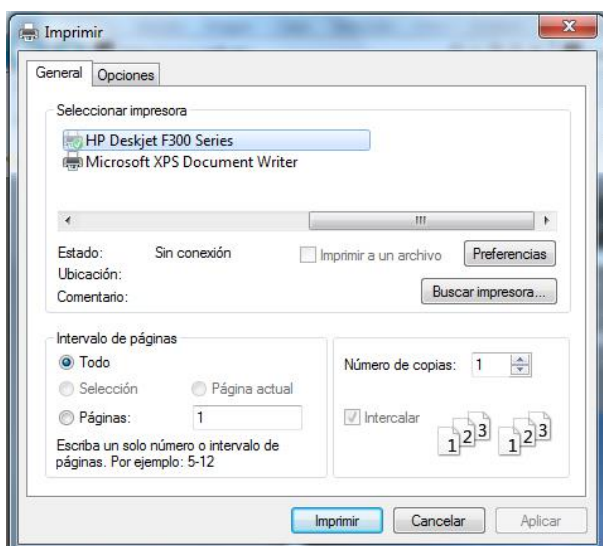 Imprimir
General Opciones
Seleccionar impresora
HP Deskjet F300 Series
Microsoft XPS Document Writer
Estado: Sin conexión Imprimir a un archivo Preferencias
Ubicación:
Comentario: Buscar impresora...
Intervalo de páginas
Todo
Selección Página actual
Páginas: 1
Escriba un solo número o intervalo de
páginas. Por ejemplo: 5-12
Número de copias: 1
Intercalar
1 2 3 1 2 3
Imprimir Cancelar Aplicar